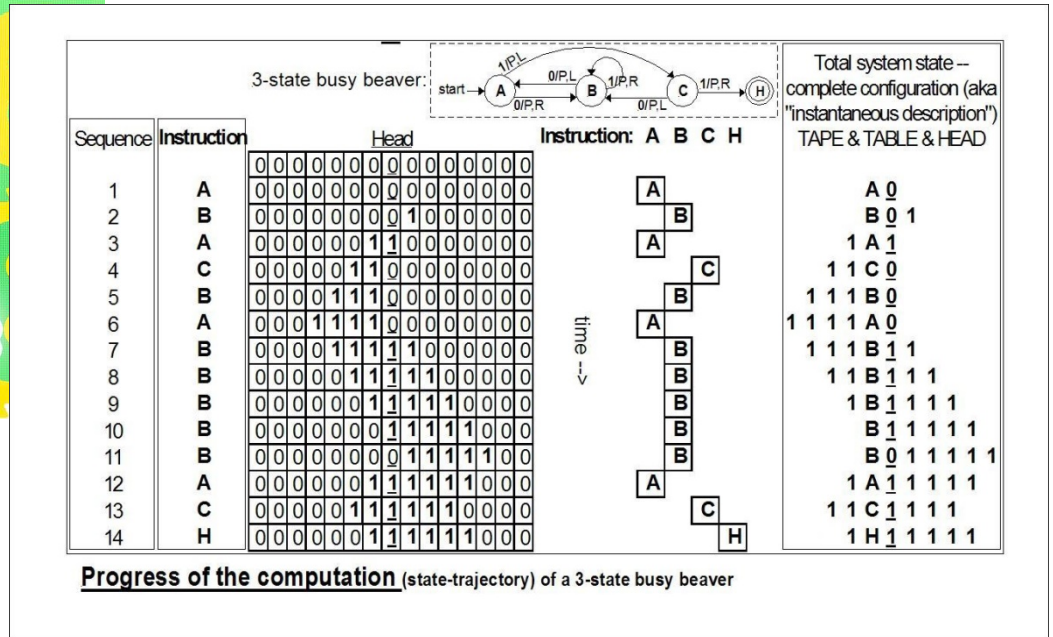 3-state busy beaver:
start
A
B
C
H
1/P,L
0/P,L
0/P,R
1/P,R
0/P,L
1/P,R
Total system state --
complete configuration (aka
"instantaneous description")
TAPE & TABLE & HEAD
Sequence Instruction Head Instruction: A B C H
0 0 0 0 0 0 0 0 0 0 0 0 0 0 0
1 A 0 0 0 0 0 0 0 0 0 0 0 0 0 0 0 A A 0
2 B 0 0 0 0 0 0 0 0 1 0 0 0 0 0 0 B B 0 1
3 A 0 0 0 0 0 0 1 1 0 0 0 0 0 0 0 A 1 A 1
4 C 0 0 0 0 0 1 1 0 0 0 0 0 0 0 0 C 1 1 C 0
5 B 0 0 0 0 1 1 1 0 0 0 0 0 0 0 0 B 1 1 1 B 0
6 A 0 0 0 1 1 1 1 0 0 0 0 0 0 0 0 A 1 1 1 1 A 0
7 B 0 0 0 0 1 1 1 1 1 0 0 0 0 0 0 B 1 1 1 B 1 1
8 B 0 0 0 0 0 1 1 1 1 1 0 0 0 0 0 B 1 1 B 1 1 1
9 B 0 0 0 0 0 0 1 1 1 1 1 0 0 0 0 B 1 B 1 1 1 1
10 B 0 0 0 0 0 0 0 1 1 1 1 1 0 0 0 B B 1 1 1 1 1
11 B 0 0 0 0 0 0 0 0 1 1 1 1 1 0 0 B B 0 1 1 1 1 1
12 A 0 0 0 0 0 0 1 1 1 1 1 1 0 0 0 A 1 A 1 1 1 1 1
13 C 0 0 0 0 0 1 1 1 1 1 1 0 0 0 0 C 1 1 C 1 1 1 1
14 H 0 0 0 0 0 0 1 1 1 1 1 1 0 0 0 H 1 H 1 1 1 1 1
time -->
Progress of the computation (state-trajectory) of a 3-state busy beaver